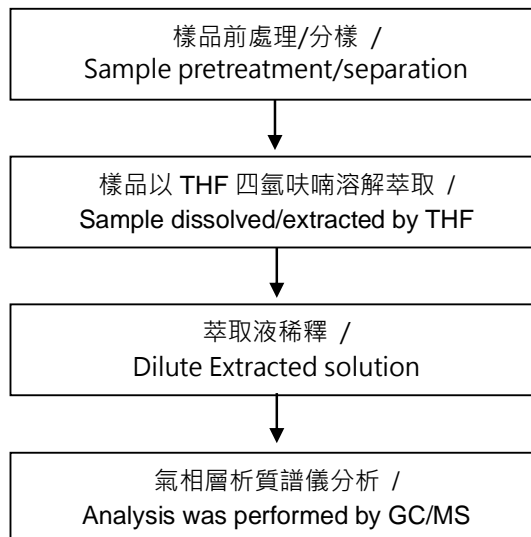 樣品前處理/分樣 /
Sample pretreatment/separation
樣品以 THF 四氫呋喃溶解萃取 /
Sample dissolved/extracted by THF
萃取液稀釋 /
Dilute Extracted solution
氣相層析質譜儀分析 /
Analysis was performed by GC/MS